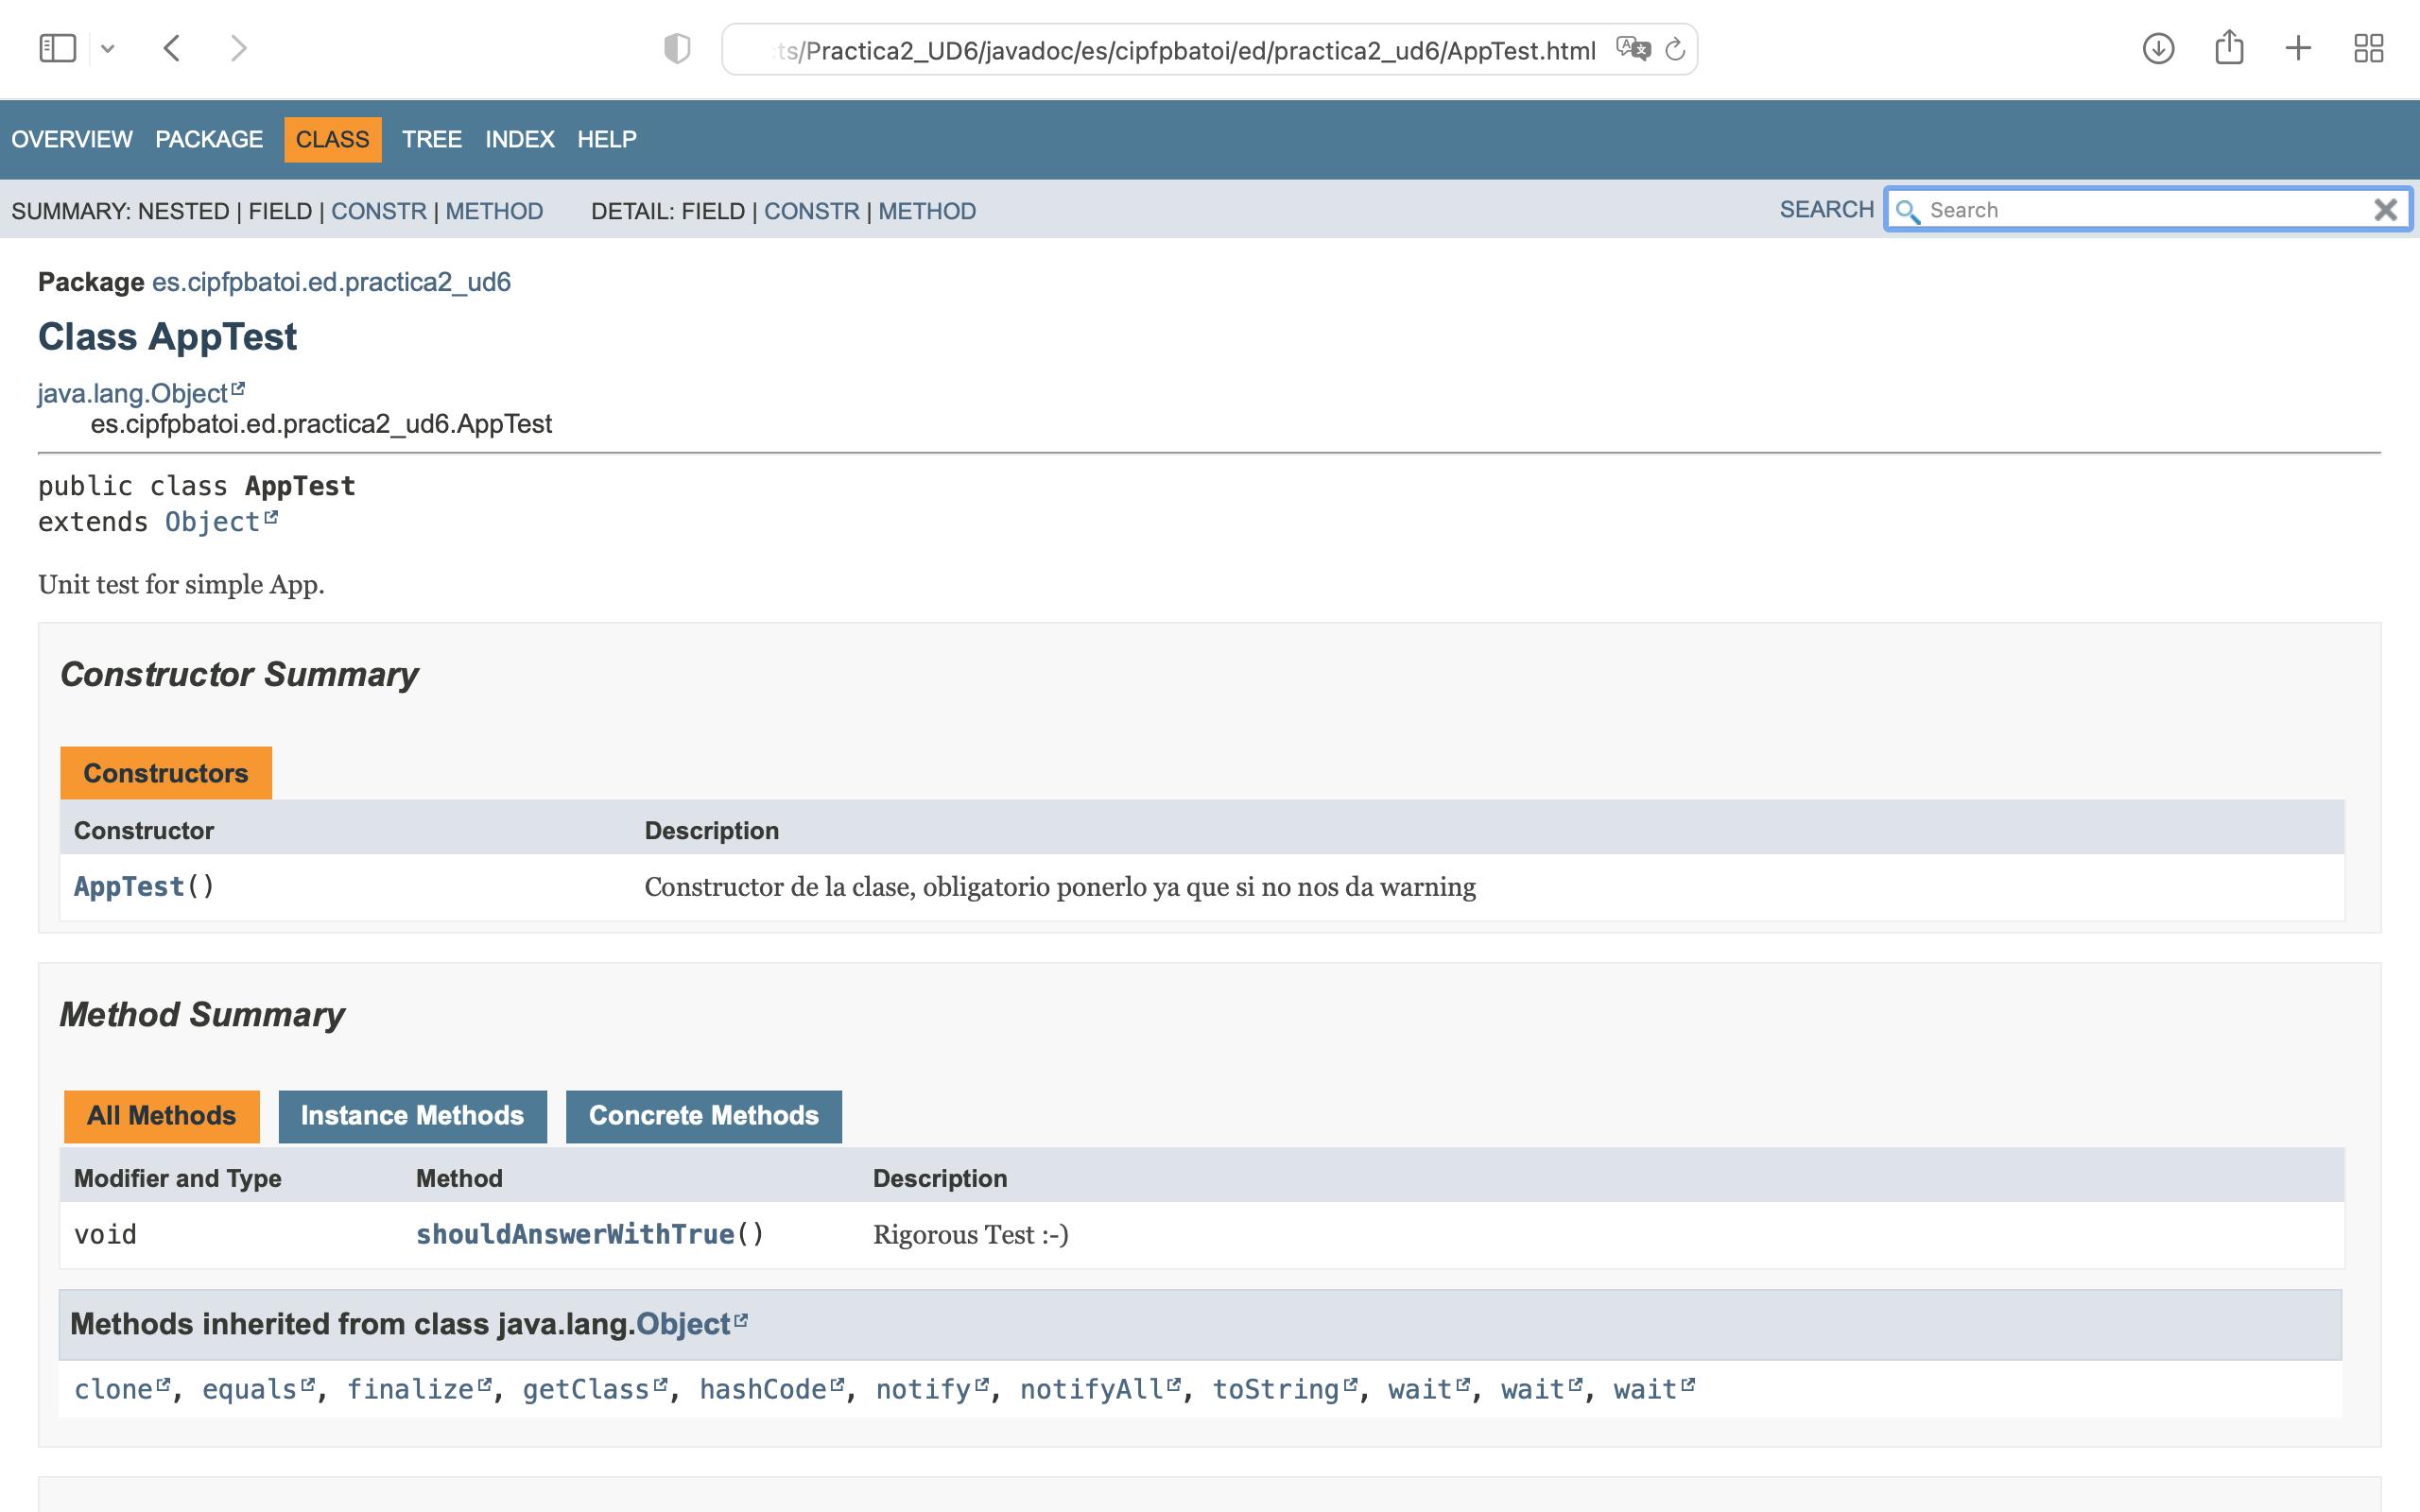 ts/Practica2_UD6/javadoc/es/cipfpbatoi/ed/practica2_ud6/AppTest.html
OVERVIEW PACKAGE CLASS TREE INDEX HELP
SUMMARY: NESTED | FIELD | CONSTR | METHOD DETAIL: FIELD | CONSTR | METHOD SEARCH Search
Package es.cipfpbatoi.ed.practica2_ud6
Class AppTest
java.lang.Object
es.cipfpbatoi.ed.practica2_ud6.AppTest
public class AppTest
extends Object
Unit test for simple App.
Constructor Summary
Constructors
Constructor Description
AppTest() Constructor de la clase, obligatorio ponerlo ya que si no nos da warning
Method Summary
All Methods Instance Methods Concrete Methods
Modifier and Type Method Description
void shouldAnswerWithTrue() Rigorous Test :-)
Methods inherited from class java.lang.Object
clone, equals, finalize, getClass, hashCode, notify, notifyAll, toString, wait, wait, wait